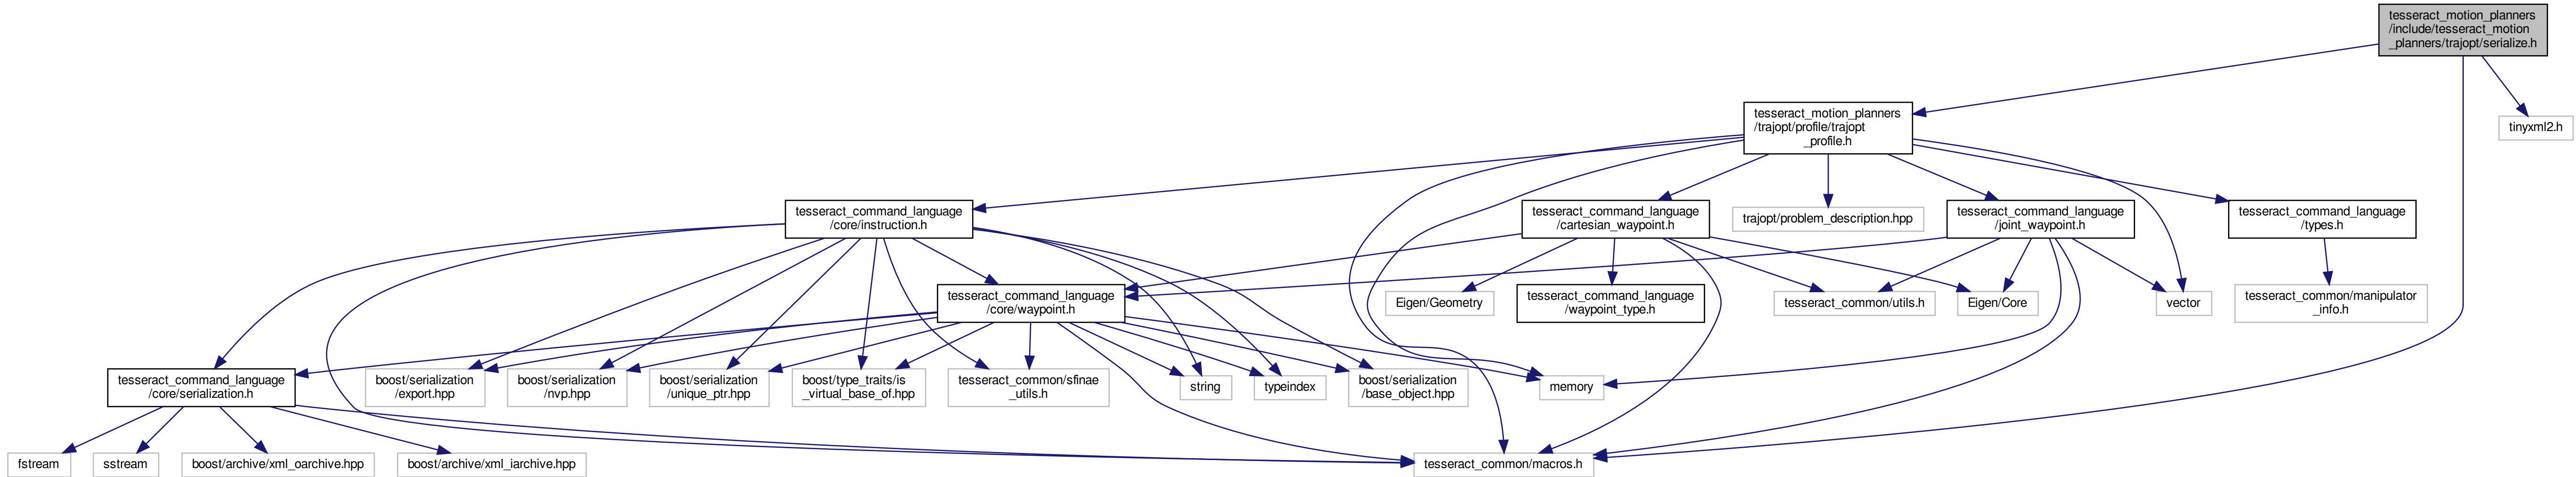 tesseract_motion_planners
/include/tesseract_motion
_planners/trajopt/serialize.h
tesseract_motion_planners
/trajopt/profile/trajopt
_profile.h
tinyxml2.h
tesseract_command_language
/core/instruction.h
tesseract_command_language
/cartesian_waypoint.h
trajopt/problem_description.hpp
tesseract_command_language
/joint_waypoint.h
tesseract_command_language
/types.h
tesseract_command_language
/core/waypoint.h
Eigen/Geometry
tesseract_command_language
/waypoint_type.h
tesseract_common/utils.h
Eigen/Core
vector
tesseract_common/manipulator
_info.h
tesseract_command_language
/core/serialization.h
boost/serialization
/export.hpp
boost/serialization
/nvp.hpp
boost/serialization
/unique_ptr.hpp
boost/type_traits/is
_virtual_base_of.hpp
tesseract_common/sfinae
_utils.h
string
typeindex
boost/serialization
/base_object.hpp
memory
fstream
sstream
boost/archive/xml_oarchive.hpp
boost/archive/xml_iarchive.hpp
tesseract_common/macros.h